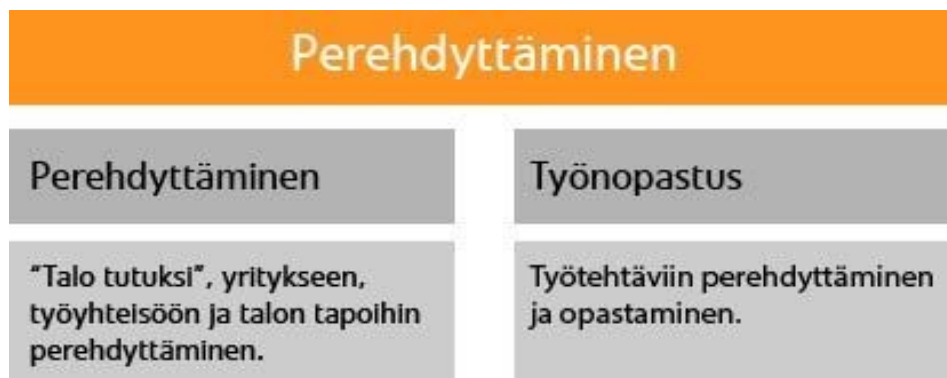 Perehdyttäminen
Perehdyttäminen
"Talo tutuksi", yritykseen,
työyhteisöön ja talon tapoihin
perehdyttäminen.
Työnopastus
Työtehtäviin perehdyttäminen
ja opastaminen.